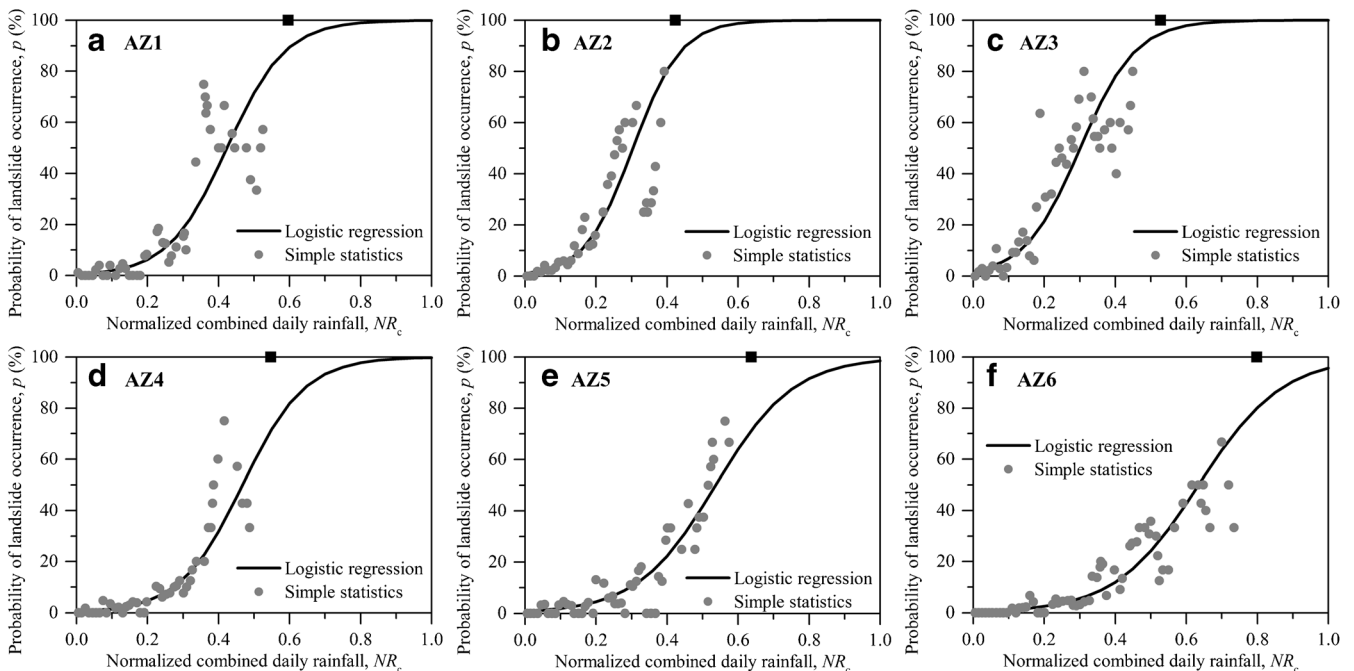 a AZ1
Probability of landslide occurrence, p (%)
100
80
60
40
20
0
Logistic regression
Simple statistics
0.0 0.2 0.4 0.6 0.8 1.0
Normalized combined daily rainfall, NRc
b AZ2
Probability of landslide occurrence, p (%)
100
80
60
40
20
0
Logistic regression
Simple statistics
0.0 0.2 0.4 0.6 0.8 1.0
Normalized combined daily rainfall, NRc
c AZ3
Probability of landslide occurrence, p (%)
100
80
60
40
20
0
Logistic regression
Simple statistics
0.0 0.2 0.4 0.6 0.8 1.0
Normalized combined daily rainfall, NRc
d AZ4
Probability of landslide occurrence, p (%)
100
80
60
40
20
0
Logistic regression
Simple statistics
0.0 0.2 0.4 0.6 0.8 1.0
Normalized combined daily rainfall, NRc
e AZ5
Probability of landslide occurrence, p (%)
100
80
60
40
20
0
Logistic regression
Simple statistics
0.0 0.2 0.4 0.6 0.8 1.0
Normalized combined daily rainfall, NRc
f AZ6
Probability of landslide occurrence, p (%)
100
80
60
40
20
0
Logistic regression
Simple statistics
0.0 0.2 0.4 0.6 0.8 1.0
Normalized combined daily rainfall, NRc